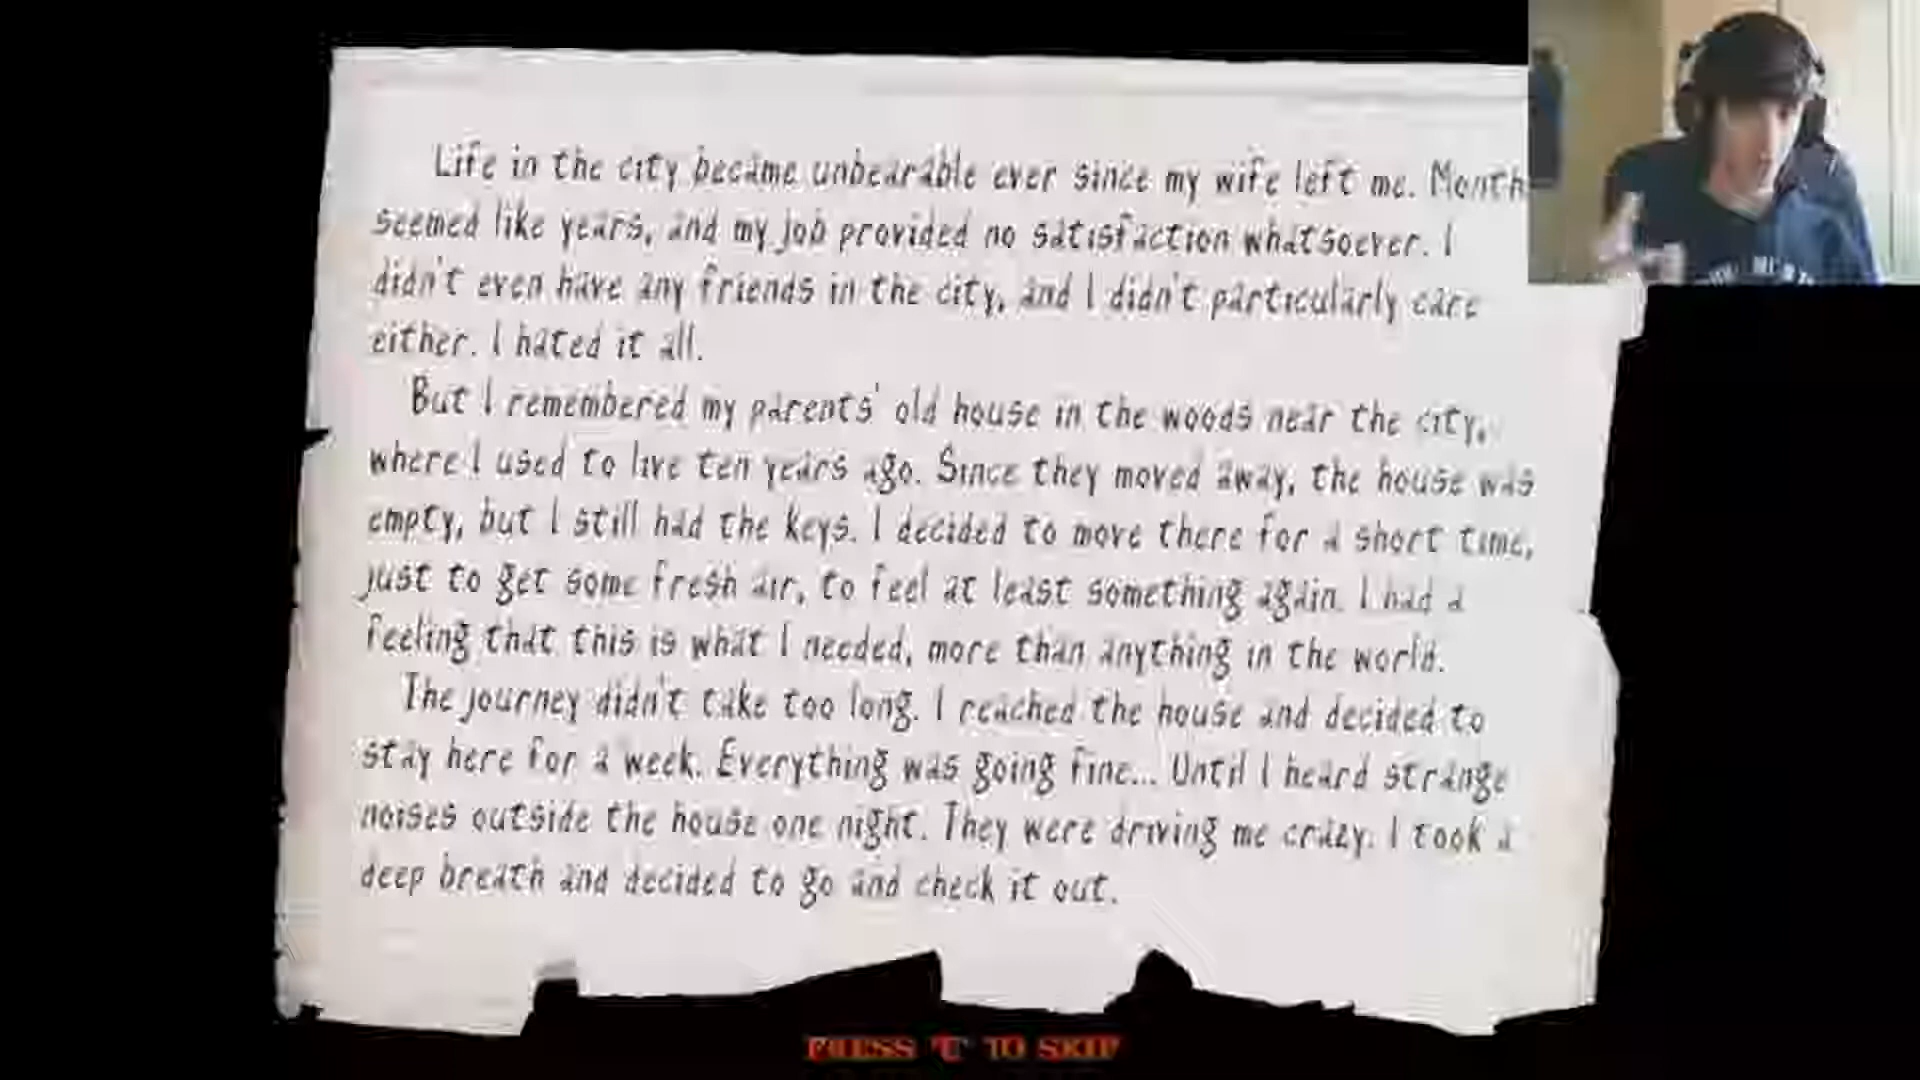 Life in the city became unbearable ever since my wife left me. Month
seemed like years, and my job provided no satisfaction whatsoever. I
didn't even have any friends in the city, and I didn't particularly care
either. I hated it all.
But I remembered my parents' old house in the woods near the city,
where I used to live ten years ago. Since they moved away, the house was
empty, but I still had the keys. I decided to move there for a short time,
just to get some fresh air, to feel at least something again. I had a
feeling that this is what I needed, more than anything in the world.
The journey didn't take too long. I reached the house and decided to
stay here for a week. Everything was going fine... Until I heard strange
noises outside the house one night. They were driving me crazy. I took a
deep breath and decided to go and check it out.
PRESS TO SKIP